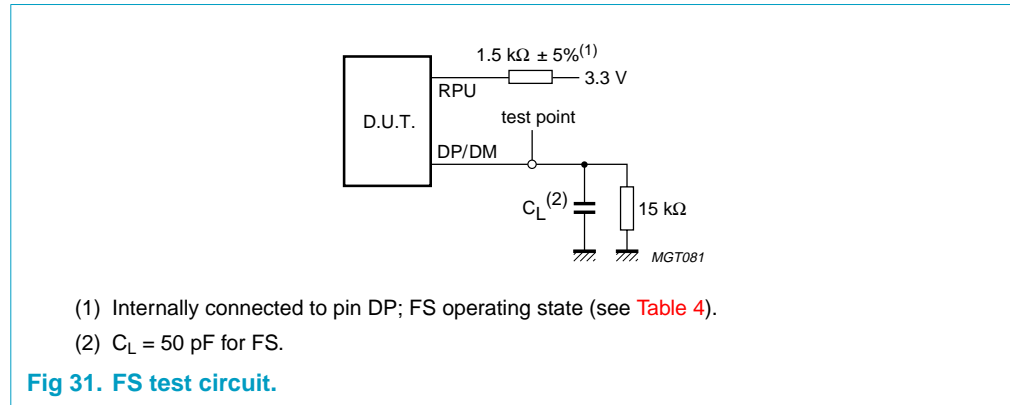 1.5 kΩ ± 5%(1)
3.3 V
RPU
D.U.T.
test point
DP/DM
CL(2)
15 kΩ
MGT081
(1) Internally connected to pin DP; FS operating state (see Table 4).
(2) CL = 50 pF for FS.
Fig 31. FS test circuit.